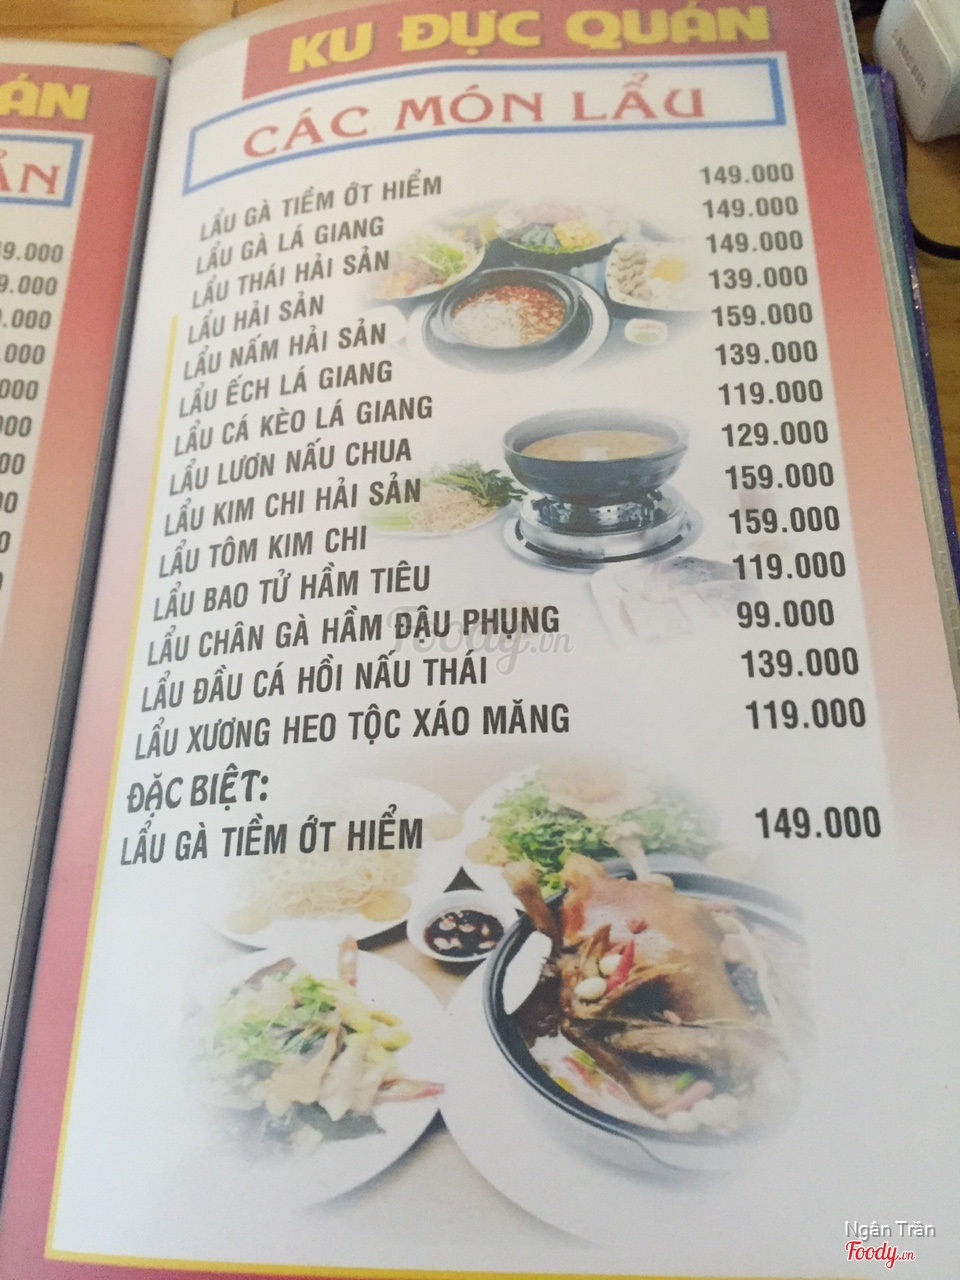 KU ĐỰC QUÁN
CÁC MÓN LẨU
LẨU GÀ TIỀM ỚT HIỂM 149.000
LẨU GÀ LÁ GIANG 149.000
LẨU THÁI HẢI SẢN 149.000
LẨU HẢI SẢN 139.000
LẨU NẤM HẢI SẢN 159.000
LẨU ẾCH LÁ GIANG 139.000
LẨU CÁ KÈO LÁ GIANG 119.000
LẨU LƯƠN NẤU CHUA 129.000
LẨU KIM CHI HẢI SẢN 159.000
LẨU TÔM KIM CHI 159.000
LẨU BAO TỬ HẦM TIÊU 119.000
LẨU CHÂN GÀ HẦM ĐẬU PHỤNG 99.000
LẨU ĐẦU CÁ HỒI NẤU THÁI 139.000
LẨU XƯƠNG HEO TỘC XÁO MĂNG 119.000
ĐẶC BIỆT:
LẨU GÀ TIỀM ỚT HIỂM 149.000
Foody.vn
Ngân Trần
Foody.vn